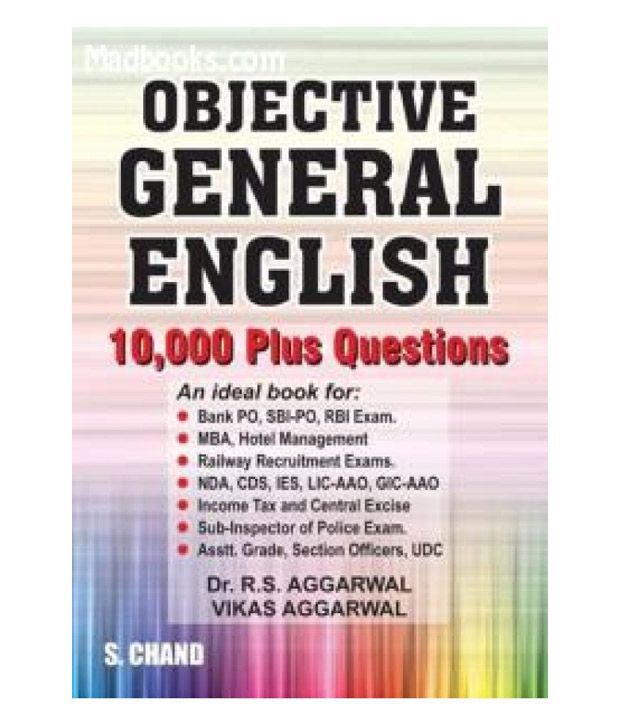 Madbooks.com
OBJECTIVE
GENERAL
ENGLISH
10,000 Plus Questions
An ideal book for:
Bank PO, SBI-PO, RBI Exam.
MBA, Hotel Management
Railway Recruitment Exams.
NDA, CDS, IES, LIC-AAO, GIC-AAO
Income Tax and Central Excise
Sub-Inspector of Police Exam.
Asstt. Grade, Section Officers, UDC
Dr. R.S. AGGARWAL
VIKAS AGGARWAL
S. CHAND